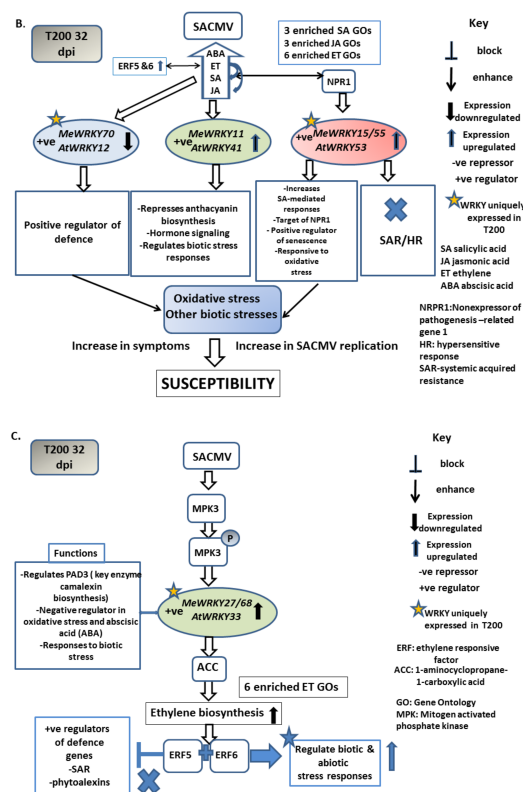 B.
T200 32
dpi
SACMV
ERF5 &6
ABA
ET
SA
JA
3 enriched SA GOs
3 enriched JA GOs
6 enriched ET GOs
NPR1
+ve
MeWRKY70
AtWRKY12
+ve
MeWRKY11
AtWRKY41
+ve
MeWRKY15/55
AtWRKY53
Positive regulator of
defence
-Represses anthacyanin
biosynthesis
-Hormone signaling
-Regulates biotic stress
responses
-Increases
SA-mediated
responses
-Target of NPR1
- Positive regulator
of senescence
-Responsive to
oxidative
stress
SAR/HR
Oxidative stress
Other biotic stresses
Increase in symptoms
Increase in SACMV replication
SUSCEPTIBILITY
Key
block
enhance
Expression
downregulated
Expression
upregulated
-ve repressor
+ve regulator
WRKY uniquely
expressed in
T200
SA salicylic acid
JA jasmonic acid
ET ethylene
ABA abscisic acid
NRPR1:Nonexpressor of
pathogenesis –related
gene 1
HR: hypersensitive
response
SAR-systemic acquired
resistance
C.
T200 32
dpi
SACMV
MPK3
P
MPK3
Functions
-Regulates PAD3 ( key enzyme
camalexin
biosynthesis)
-Negative regulator in
oxidative stress and abscisic
acid (ABA)
-Responses to biotic
stress
+ve
MeWRKY27/68
AtWRKY33
ACC
6 enriched ET GOs
Ethylene biosynthesis
+ve regulators
of defence
genes
-SAR
-phytoalexins
ERF5
ERF6
Regulate biotic &
abiotic
stress responses
Key
block
enhance
Expression
downregulated
Expression
upregulated
-ve repressor
+ve regulator
WRKY uniquely
expressed in T200
ERF: ethylene responsive
factor
ACC: 1-aminocyclopropane-
1-carboxylic acid
GO: Gene Ontology
MPK: Mitogen activated
phosphate kinase